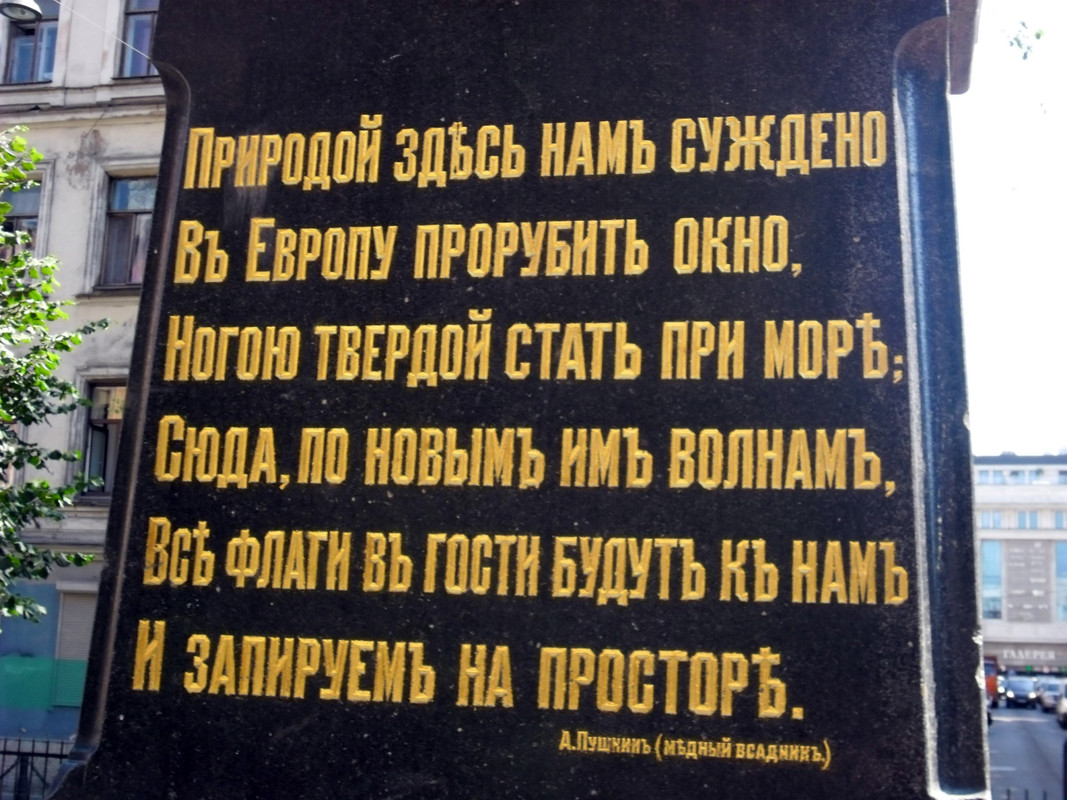 Природой здѣсь намъ суждено
Въ Европу прорубить окно,
Ногою твердой стать при морѣ;
Сюда, по новымъ имъ волнамъ,
Всѣ флаги въ гости будутъ къ намъ
И запируемъ на просторѣ.
А.Пушкинъ (мѣдный всадникъ.)
ГАЛЕРЕЯ